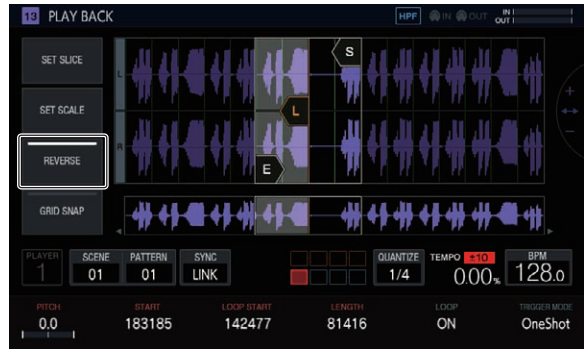 13 PLAY BACK HPF IN OUT IN OUT
SET SLICE
SET SCALE
REVERSE
GRID SNAP
L
R
S
L
E
PLAYER 1
SCENE 01
PATTERN 01
SYNC LINK
QUANTIZE 1/4
TEMPO ±10 0.00%
BPM 128.0
PITCH 0.0
START 183185
LOOP START 142477
LENGTH 81416
LOOP ON
TRIGGER MODE OneShot